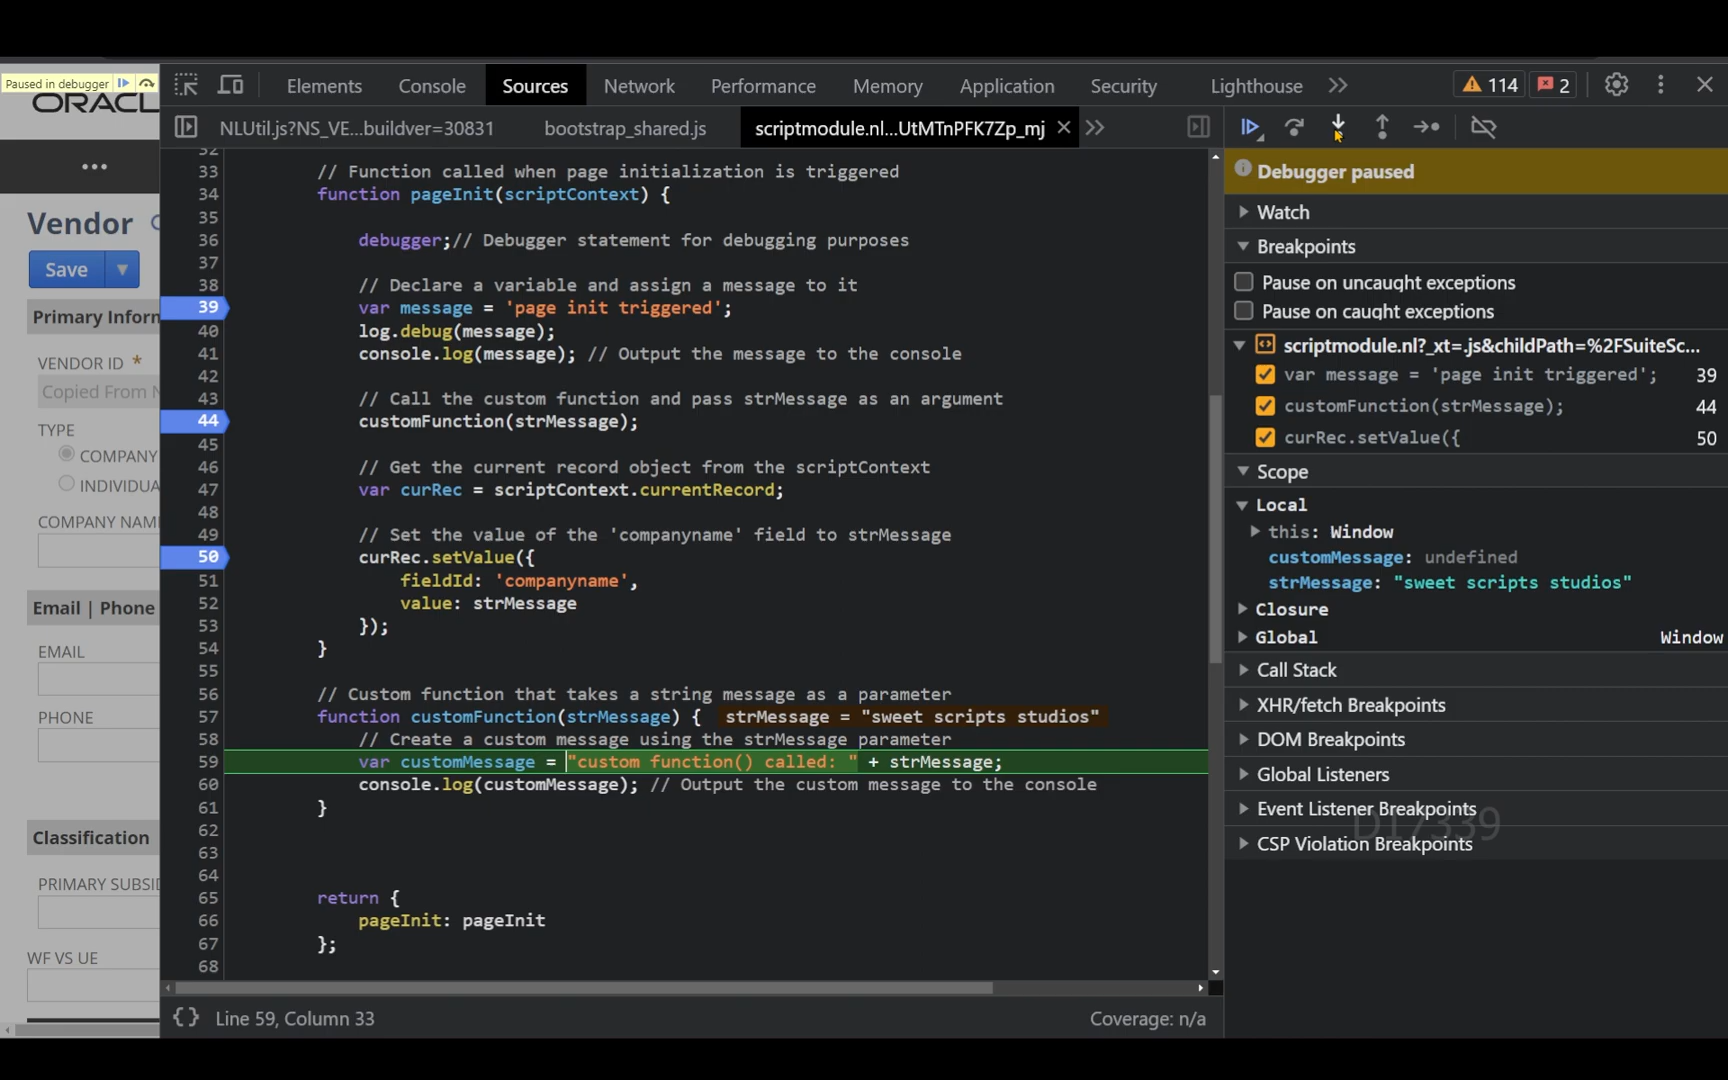 Paused in debugger
ORACL
Elements
Console
Sources
Network
Performance
Memory
Application
Security
Lighthouse
114
2
NLUtil.js?NS_VE...buildver=30831
bootstrap_shared.js
scriptmodule.nl...UtMTnPFK7Zp_mj
Vendor
Save
Primary Inforn
VENDOR ID *
Copied From N
TYPE
COMPANY
INDIVIDUA
COMPANY NAM
Email | Phone
EMAIL
PHONE
Classification
PRIMARY SUBSID
WF VS UE
32
33 // Function called when page initialization is triggered
34 function pageInit(scriptContext) {
35
36 debugger;// Debugger statement for debugging purposes
37
38 // Declare a variable and assign a message to it
39 var message = 'page init triggered';
40 log.debug(message);
41 console.log(message); // Output the message to the console
42
43 // Call the custom function and pass strMessage as an argument
44 customFunction(strMessage);
45
46 // Get the current record object from the scriptContext
47 var curRec = scriptContext.currentRecord;
48
49 // Set the value of the 'companyname' field to strMessage
50 curRec.setValue({
51 fieldId: 'companyname',
52 value: strMessage
53 });
54 }
55
56 // Custom function that takes a string message as a parameter
57 function customFunction(strMessage) { strMessage = "sweet scripts studios"
58 // Create a custom message using the strMessage parameter
59 var customMessage = "custom function() called: " + strMessage;
60 console.log(customMessage); // Output the custom message to the console
61 }
62
63
64
65 return {
66 pageInit: pageInit
67 };
68
{} Line 59, Column 33
Coverage: n/a
Debugger paused
Watch
Breakpoints
Pause on uncaught exceptions
Pause on caught exceptions
scriptmodule.nl?_xt=.js&childPath=%2FSuiteSc...
var message = 'page init triggered'; 39
customFunction(strMessage); 44
curRec.setValue({ 50
Scope
Local
this: Window
customMessage: undefined
strMessage: "sweet scripts studios"
Closure
Global Window
Call Stack
XHR/fetch Breakpoints
DOM Breakpoints
Global Listeners
Event Listener Breakpoints
D17339
CSP Violation Breakpoints